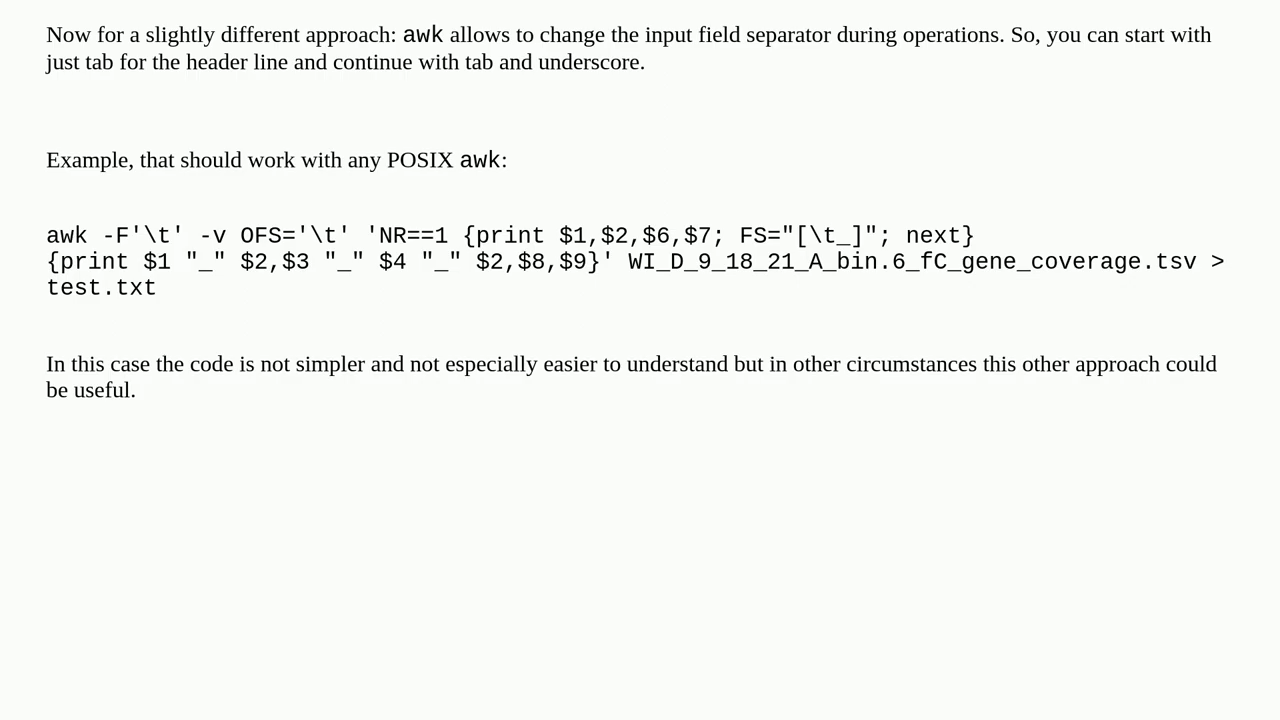 Now for a slightly different approach: awk allows to change the input field separator during operations. So, you can start with
just tab for the header line and continue with tab and underscore.
Example, that should work with any POSIX awk:
awk -F'\t' -v OFS='\t' 'NR==1 {print $1,$2,$6,$7; FS="[\t_]"; next}
{print $1 "_" $2,$3 "_" $4 "_" $2,$8,$9}' WI_D_9_18_21_A_bin.6_fC_gene_coverage.tsv >
test.txt
In this case the code is not simpler and not especially easier to understand but in other circumstances this other approach could
be useful.